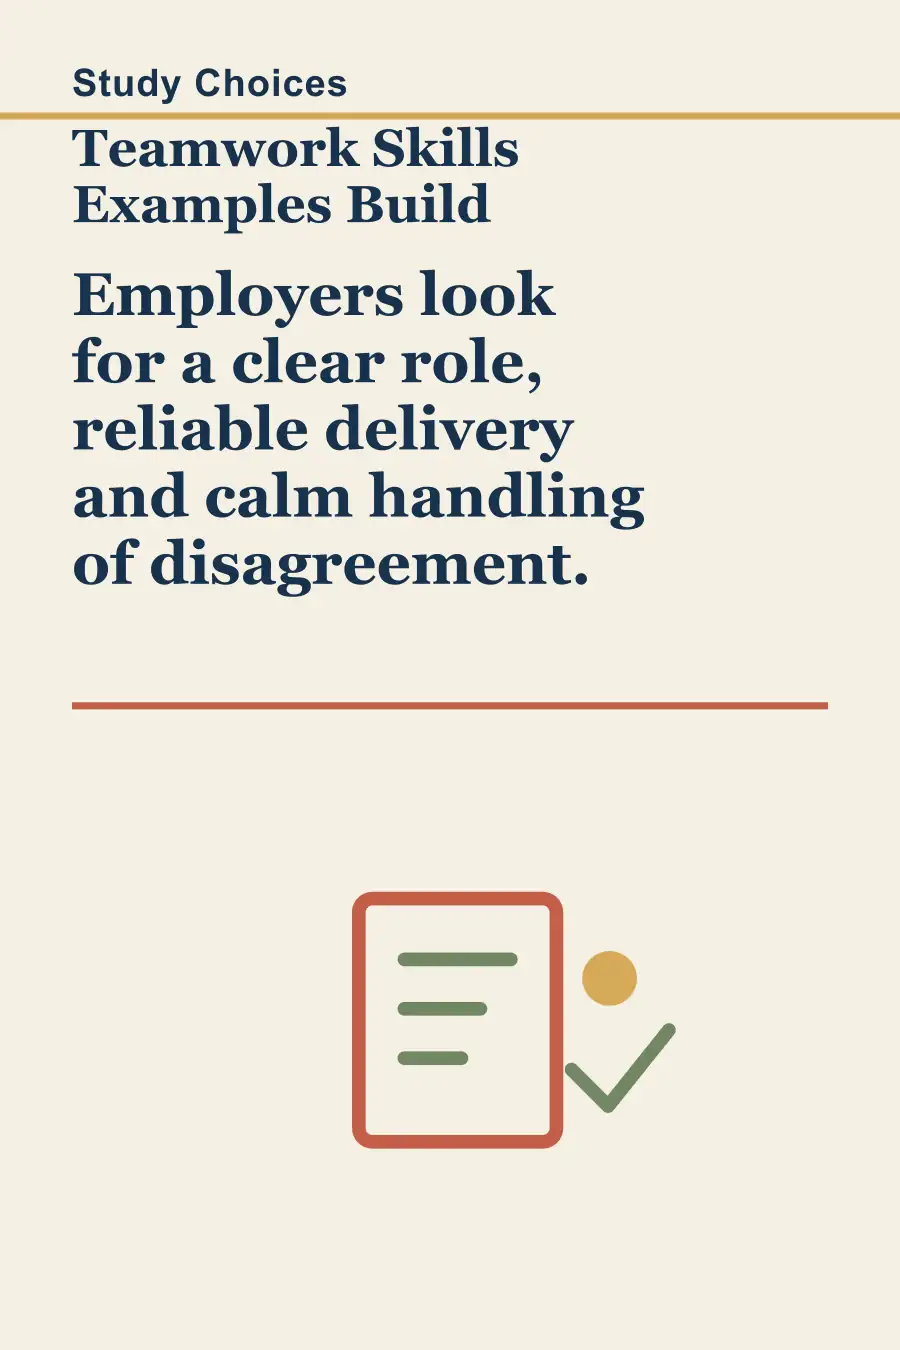 Study Choices
Teamwork Skills
Examples Build
Employers look
for a clear role,
reliable delivery
and calm handling
of disagreement.